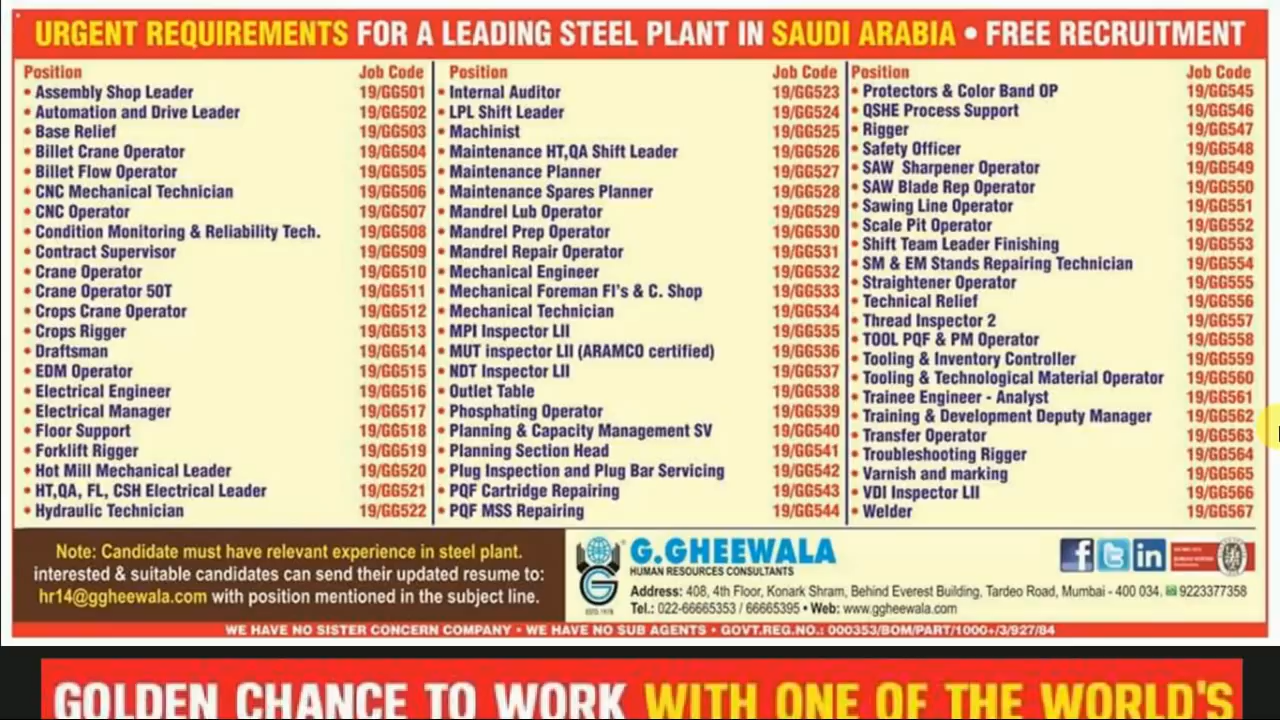 URGENT REQUIREMENTS FOR A LEADING STEEL PLANT IN SAUDI ARABIA • FREE RECRUITMENT
Position Job Code
• Assembly Shop Leader 19/GG501
• Automation and Drive Leader 19/GG502
• Base Relief 19/GG503
• Billet Crane Operator 19/GG504
• Billet Flow Operator 19/GG505
• CNC Mechanical Technician 19/GG506
• CNC Operator 19/GG507
• Condition Monitoring & Reliability Tech. 19/GG508
• Contract Supervisor 19/GG509
• Crane Operator 19/GG510
• Crane Operator 50T 19/GG511
• Crops Crane Operator 19/GG512
• Crops Rigger 19/GG513
• Draftsman 19/GG514
• EDM Operator 19/GG515
• Electrical Engineer 19/GG516
• Electrical Manager 19/GG517
• Floor Support 19/GG518
• Forklift Rigger 19/GG519
• Hot Mill Mechanical Leader 19/GG520
• HT,QA, FL, CSH Electrical Leader 19/GG521
• Hydraulic Technician 19/GG522
Position Job Code
• Internal Auditor 19/GG523
• LPL Shift Leader 19/GG524
• Machinist 19/GG525
• Maintenance HT,QA Shift Leader 19/GG526
• Maintenance Planner 19/GG527
• Maintenance Spares Planner 19/GG528
• Mandrel Lub Operator 19/GG529
• Mandrel Prep Operator 19/GG530
• Mandrel Repair Operator 19/GG531
• Mechanical Engineer 19/GG532
• Mechanical Foreman FI's & C. Shop 19/GG533
• Mechanical Technician 19/GG534
• MPI Inspector LII 19/GG535
• MUT inspector LII (ARAMCO certified) 19/GG536
• NDT Inspector LII 19/GG537
• Outlet Table 19/GG538
• Phosphating Operator 19/GG539
• Planning & Capacity Management SV 19/GG540
• Planning Section Head 19/GG541
• Plug Inspection and Plug Bar Servicing 19/GG542
• PQF Cartridge Repairing 19/GG543
• PQF MSS Repairing 19/GG544
Position Job Code
• Protectors & Color Band OP 19/GG545
• QSHE Process Support 19/GG546
• Rigger 19/GG547
• Safety Officer 19/GG548
• SAW Sharpener Operator 19/GG549
• SAW Blade Rep Operator 19/GG550
• Sawing Line Operator 19/GG551
• Scale Pit Operator 19/GG552
• Shift Team Leader Finishing 19/GG553
• SM & EM Stands Repairing Technician 19/GG554
• Straightener Operator 19/GG555
• Technical Relief 19/GG556
• Thread Inspector 2 19/GG557
• TOOL PQF & PM Operator 19/GG558
• Tooling & Inventory Controller 19/GG559
• Tooling & Technological Material Operator 19/GG560
• Trainee Engineer - Analyst 19/GG561
• Training & Development Deputy Manager 19/GG562
• Transfer Operator 19/GG563
• Troubleshooting Rigger 19/GG564
• Varnish and marking 19/GG565
• VDI Inspector LII 19/GG566
• Welder 19/GG567
Note: Candidate must have relevant experience in steel plant.
interested & suitable candidates can send their updated resume to:
hr14@ggheewala.com with position mentioned in the subject line.
G.GHEEWALA
HUMAN RESOURCES CONSULTANTS
Address: 408, 4th Floor, Konark Shram, Behind Everest Building, Tardeo Road, Mumbai - 400 034. 9223377358
Tel.: 022-66665353 / 66665395 • Web: www.ggheewala.com
WE HAVE NO SISTER CONCERN COMPANY • WE HAVE NO SUB AGENTS • GOVT.REG.NO.: 000353/BOM/PART/1000+/3/927/84
GOLDEN CHANCE TO WORK WITH ONE OF THE WORLD'S